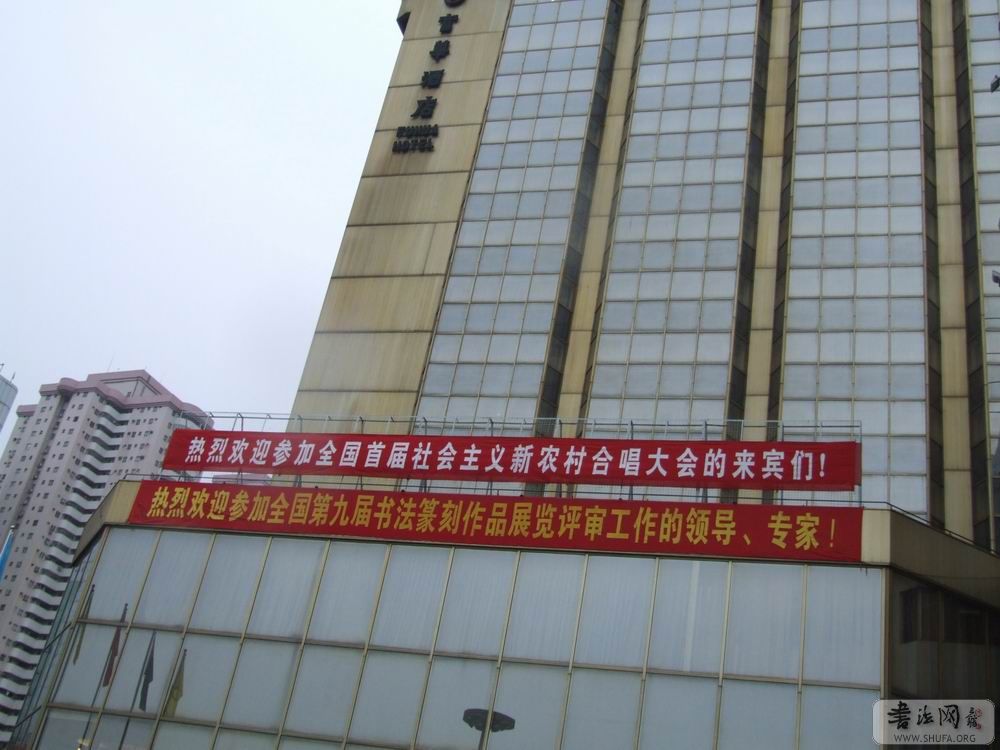 富华酒店
FUHUA
HOTEL
热烈欢迎参加全国首届社会主义新农村合唱大会的来宾们！
热烈欢迎参加全国第九届书法篆刻作品展览评审工作的领导、专家！
书法网
WWW.SHUFA.ORG